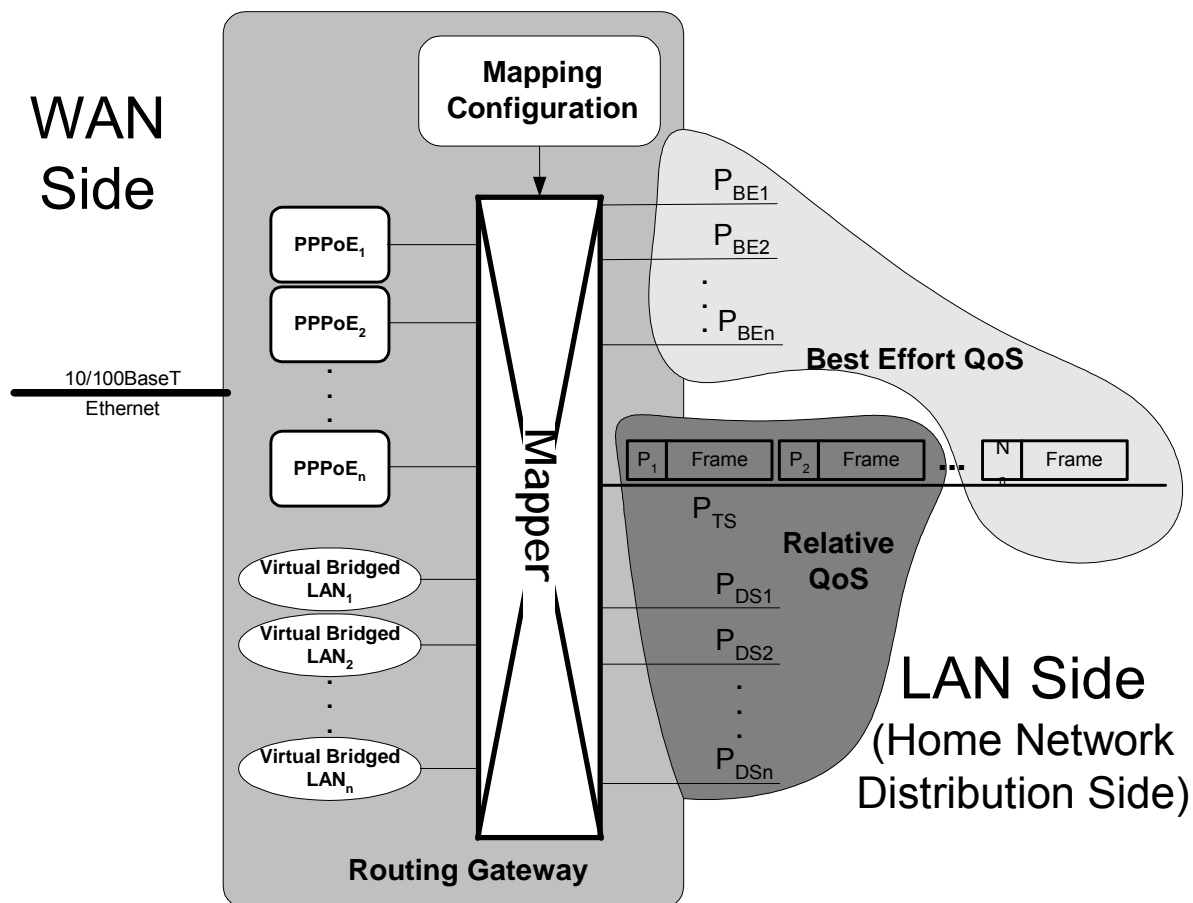 WAN
Side
Mapping
Configuration
PPPoE1
PPPoE2
PPPoEn
10/100BaseT
Ethernet
Virtual Bridged
LAN1
Virtual Bridged
LAN2
Virtual Bridged
LANn
Mapper
Routing Gateway
PBE1
PBE2
PBEn
Best Effort QoS
P1 Frame P2 Frame ... Nn Frame
PTS
Relative
QoS
PDS1
PDS2
PDSn
LAN Side
(Home Network
Distribution Side)